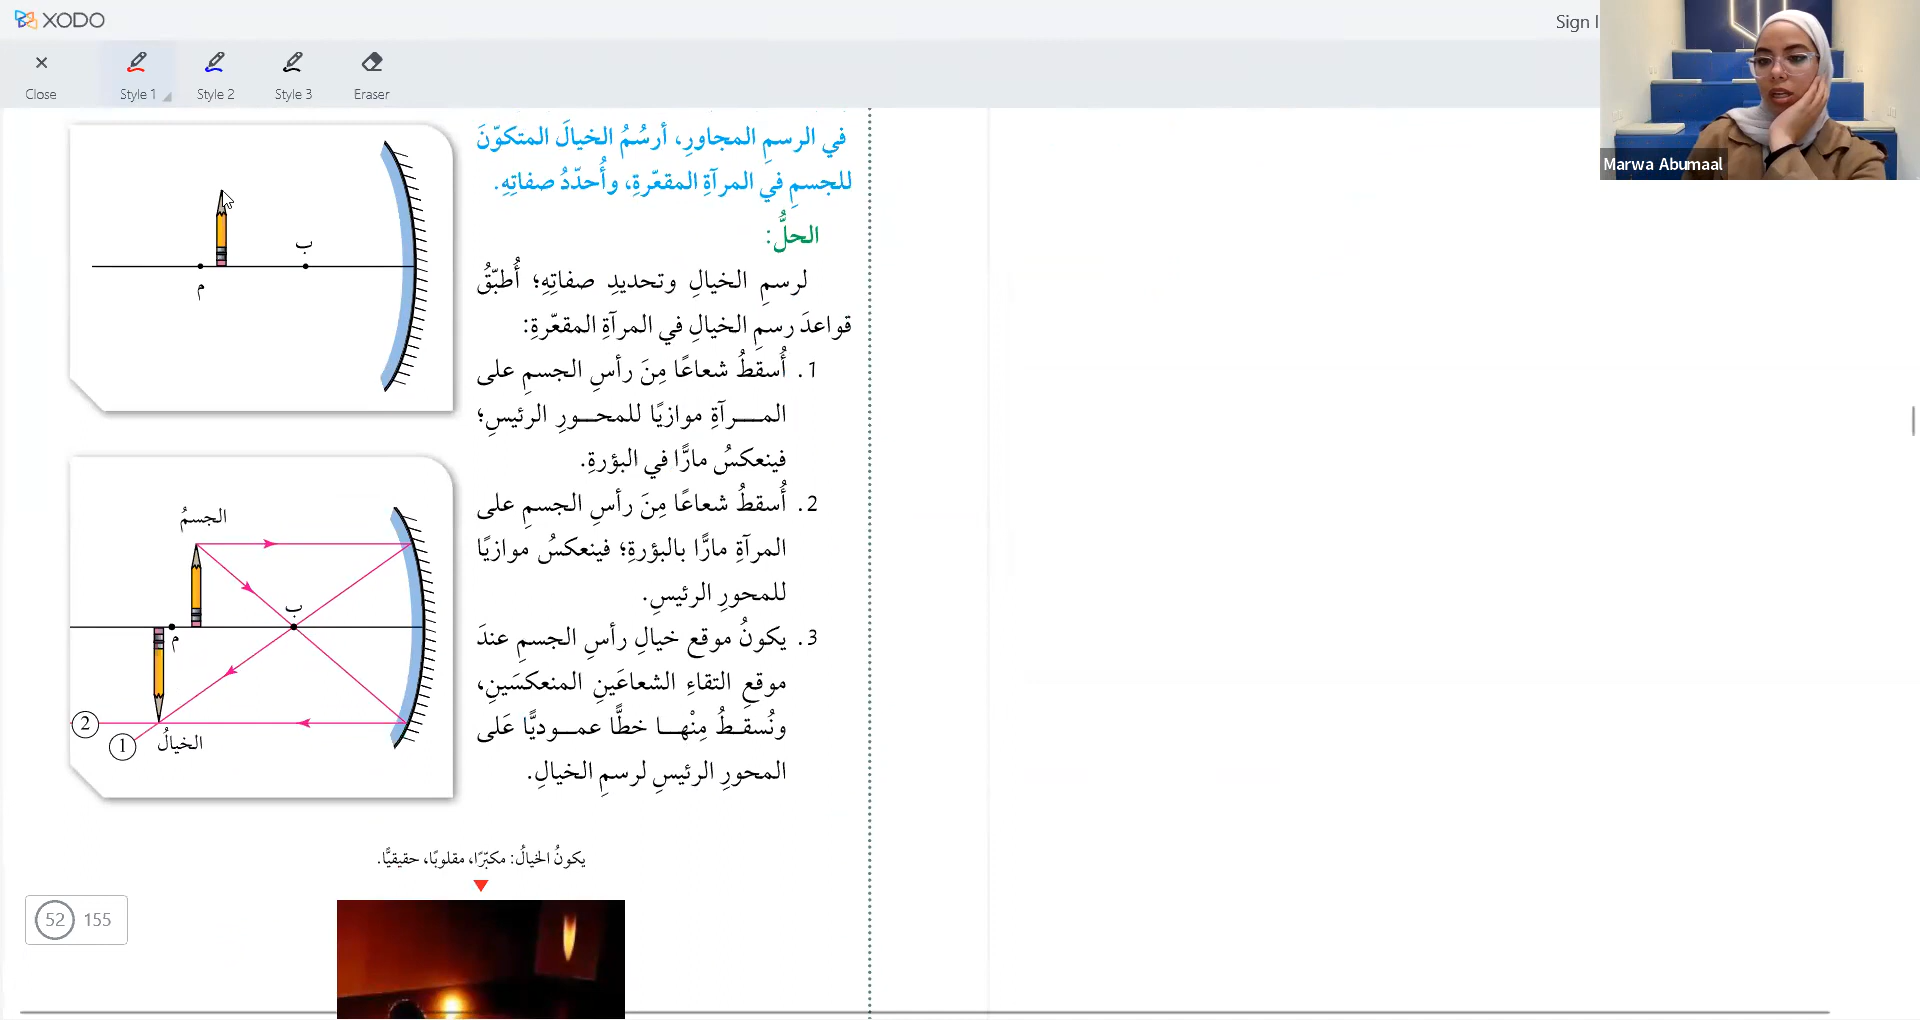 XODO
Sign I
Close
Style 1
Style 2
Style 3
Eraser
Marwa Abumaal
في الرسمِ المجاورِ، أرسُمُ الخيالَ المتكوّنَ
للجسمِ في المرآةِ المقعّرةِ، وأُحدّدُ صفاتِهِ.
الحلُّ:
لرسمِ الخيالِ وتحديدِ صفاتِهِ؛ أُطبّقُ
قواعدَ رسمِ الخيالِ في المرآةِ المقعّرةِ:
1. أُسقطُ شعاعًا مِنَ رأسِ الجسمِ على
المـــرآةِ موازيًا للمحــورِ الرئيسِ؛
فينعكسُ مارًّا في البؤرةِ.
2. أُسقطُ شعاعًا مِنَ رأسِ الجسمِ على
المرآةِ مارًّا بالبؤرةِ؛ فينعكسُ موازيًا
للمحورِ الرئيسِ.
3. يكونُ موقع خيالِ رأسِ الجسمِ عندَ
موقعِ التقاءِ الشعاعَينِ المنعكسَينِ،
ونُسقــطُ مِنْهــا خطًّا عمــوديًّا عَلى
المحورِ الرئيسِ لرسمِ الخيالِ.
ب
م
الجسمُ
ب
م
2
1
الخيالُ
يكونُ الخيالُ: مكبّرًا، مقلوبًا، حقيقيًّا.
52 155